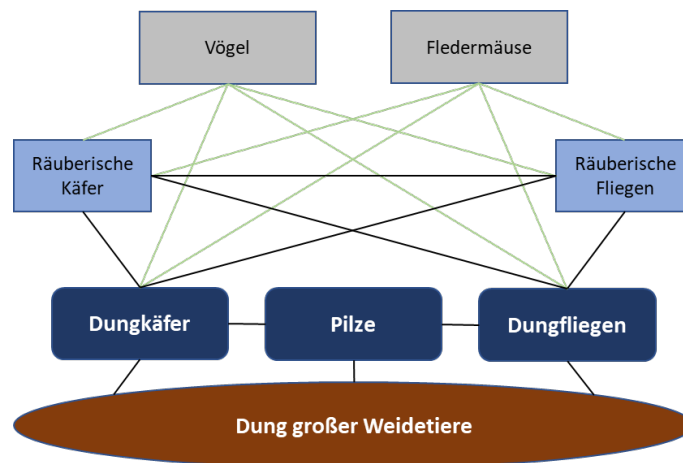 Vögel
Fledermäuse
Räuberische
Käfer
Räuberische
Fliegen
Dungkäfer
Pilze
Dungfliegen
Dung großer Weidetiere